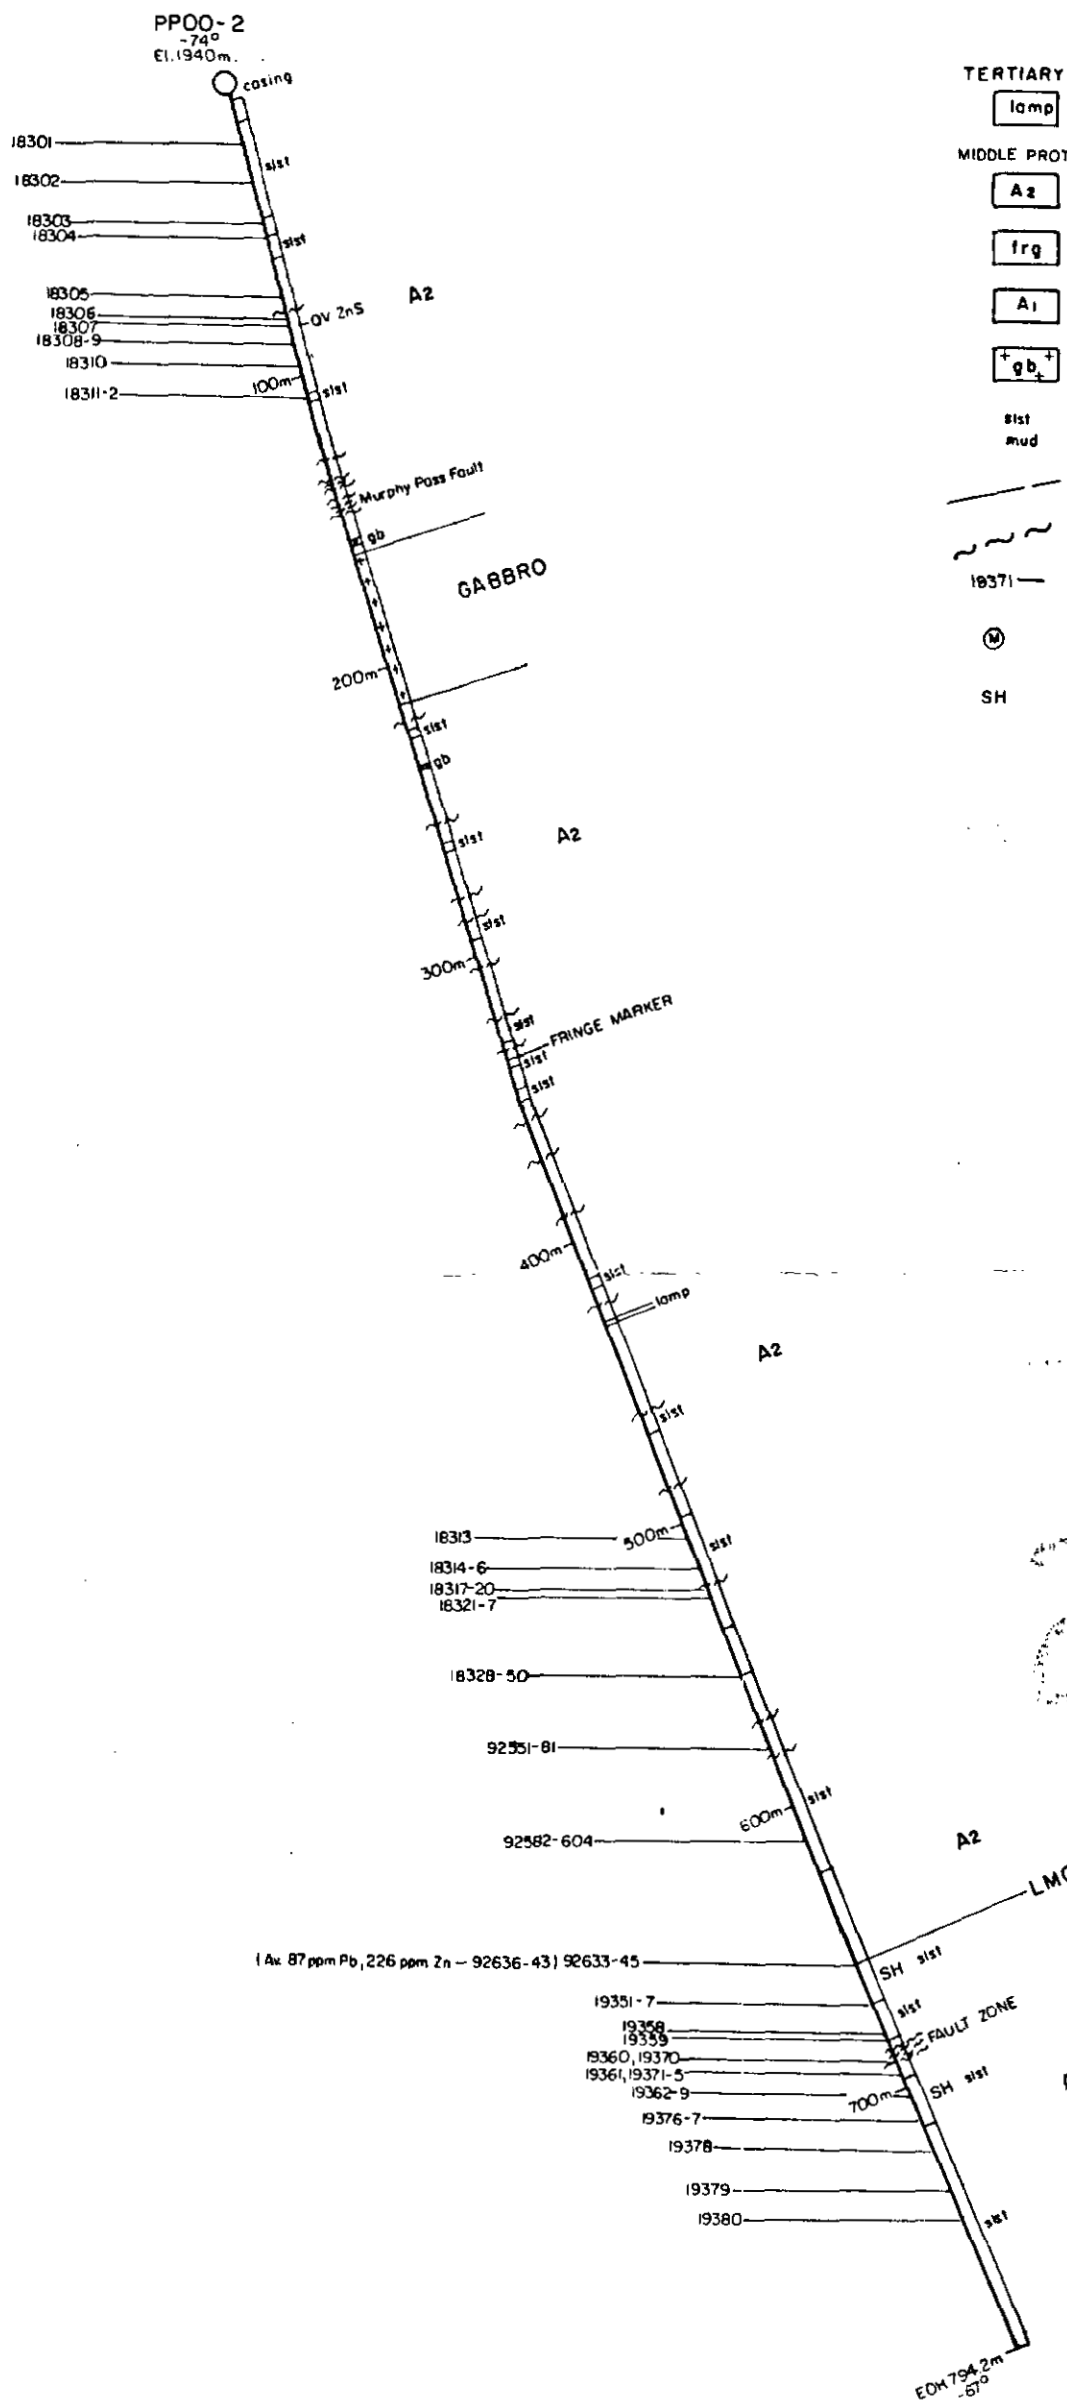 PP00-2
-74°
El. 1940m.
casing
18301
slst
18302
18303
18304
slst
18305
A2
18306
QV ZnS
18307
18308-9
18310
100m
slst
18311-2
Murphy Pass Fault
gb
GABBRO
200m
slst
gb
A2
slst
slst
300m
slst
FRINGE MARKER
slst
slst
400m
slst
lamp
A2
slst
18313
500m
slst
18314-6
18317-20
18321-7
18328-50
92551-81
slst
600m
92582-604
A2
(Av. 87 ppm Pb, 226 ppm Zn - 92636-43) 92633-45
SH slst
19351-7
slst
19358
19359
FAULT ZONE
19360, 19370
19361, 19371-5
19362-9
700m
SH slst
19376-7
19378
19379
19380
slst
EOH 794.2m
-67°
TERTIARY
lamp
MIDDLE PROT
A2
frg
A1
gb
slst
mud
18371
M
SH